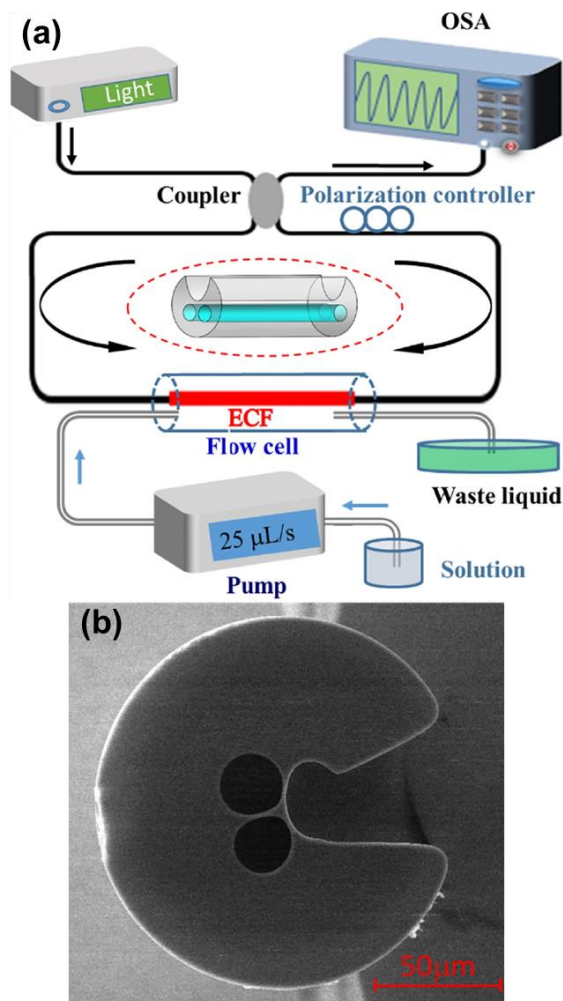 (a)
OSA
Light
Coupler
Polarization controller
ECF
Flow cell
Waste liquid
25 μL/s
Solution
Pump
(b)
50μm